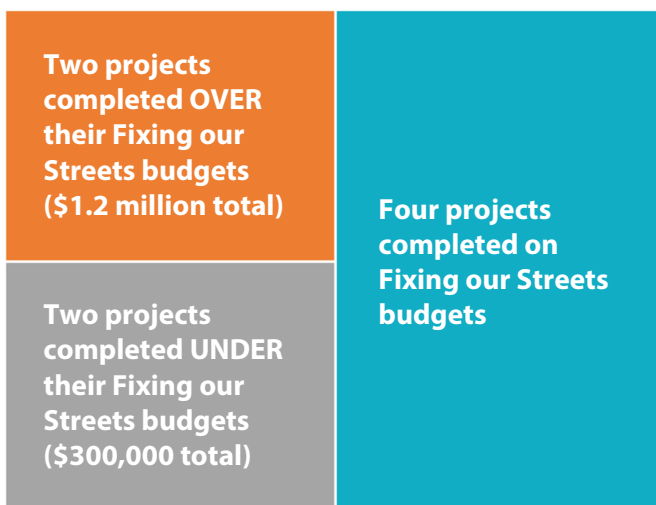 Two projects
completed OVER
their Fixing our
Streets budgets
($1.2 million total)
Two projects
completed UNDER
their Fixing our
Streets budgets
($300,000 total)
Four projects
completed on
Fixing our Streets
budgets